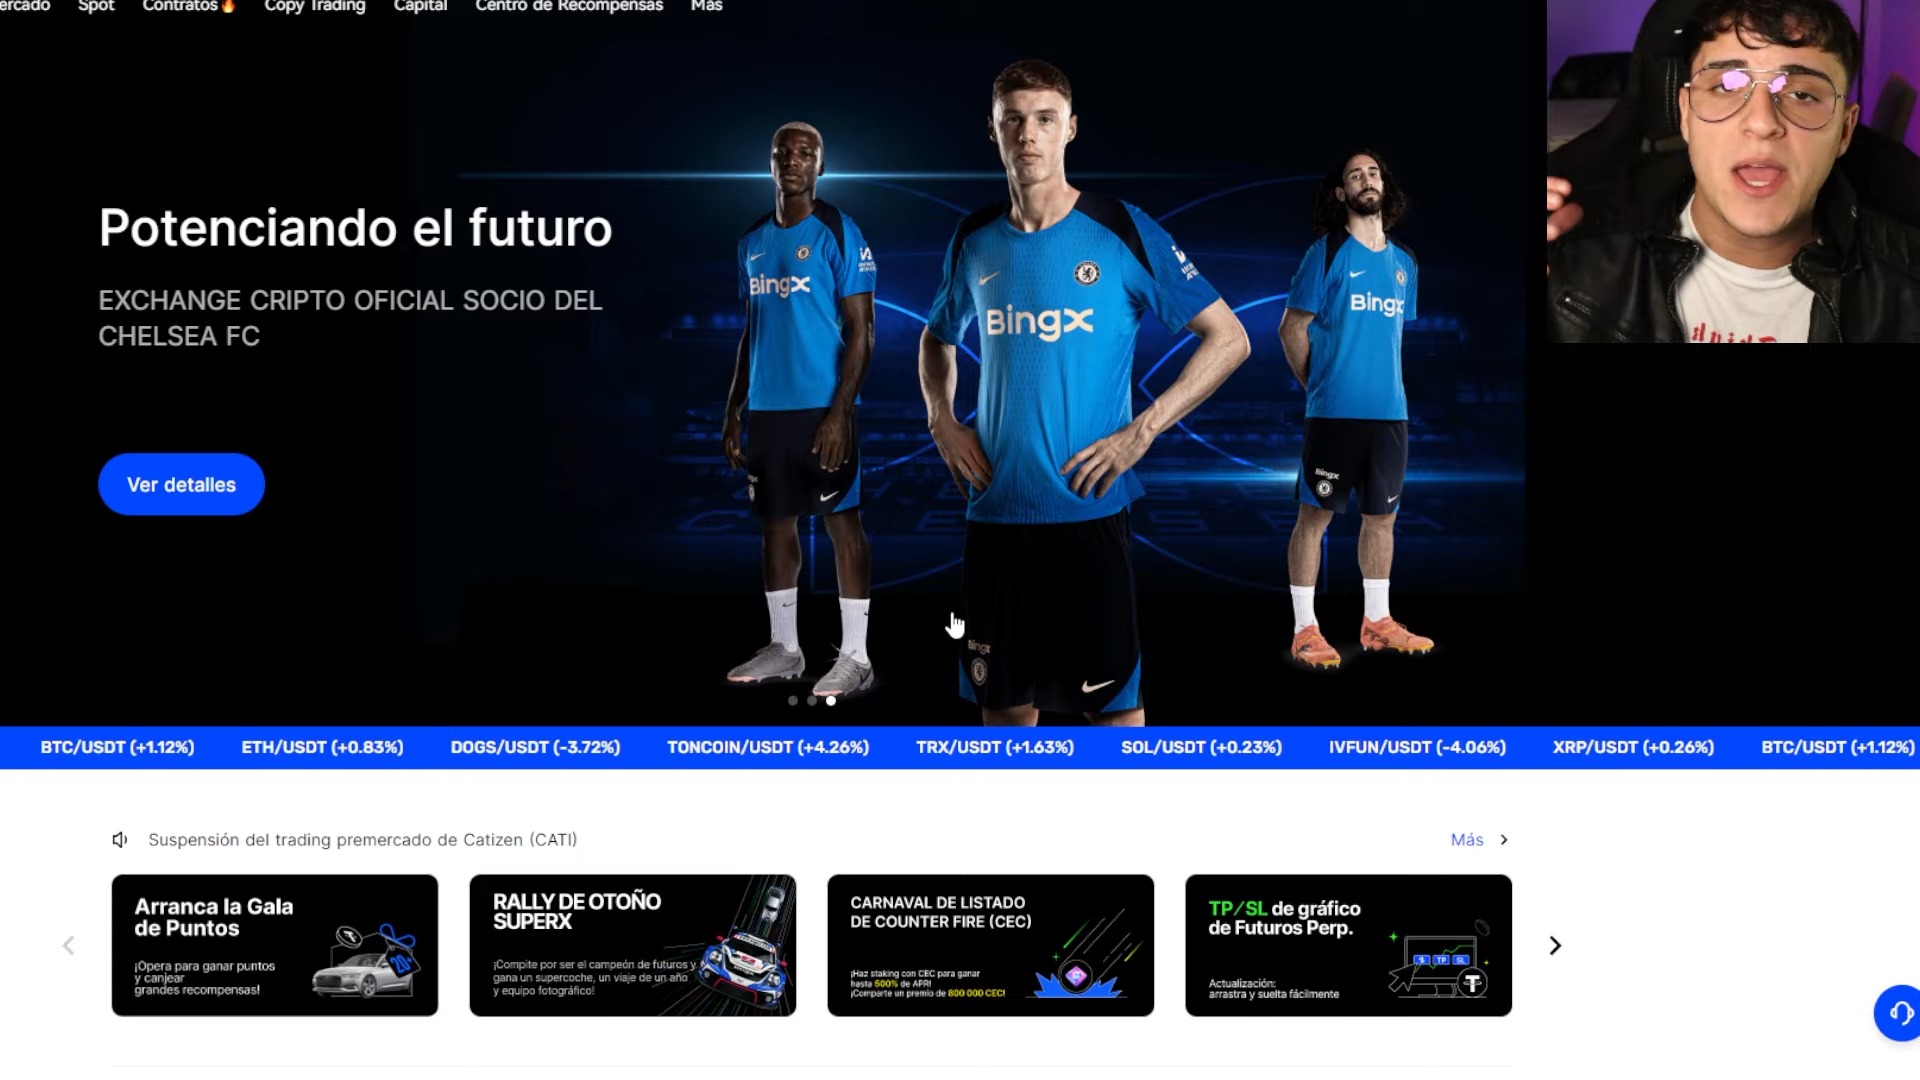 Spot Contratos Copy Trading Capital Centro de Recompensas Más
Potenciando el futuro
EXCHANGE CRIPTO OFICIAL SOCIO DEL
CHELSEA FC
Ver detalles
BingX
BingX
BingX
BingX
BingX
BTC/USDT (+1.12%) ETH/USDT (+0.83%) DOGS/USDT (-3.72%) TONCOIN/USDT (+4.26%) TRX/USDT (+1.63%) SOL/USDT (+0.23%) IVFUN/USDT (-4.06%) XRP/USDT (+0.26%) BTC/USDT (+1.12%)
Suspensión del trading premercado de Catizen (CATI)
Más
Arranca la Gala
de Puntos
¡Opera para ganar puntos
y canjear
grandes recompensas!
20+
RALLY DE OTOÑO
SUPERX
¡Compite por ser el campeón de futuros y
gana un supercoche, un viaje de un año
y equipo fotográfico!
CARNAVAL DE LISTADO
DE COUNTER FIRE (CEC)
¡Haz staking con CEC para ganar
hasta 500% de APR!
¡Comparte un premio de 800 000 CEC!
TP/SL de gráfico
de Futuros Perp.
Actualización:
arrastra y suelta fácilmente
TP SL